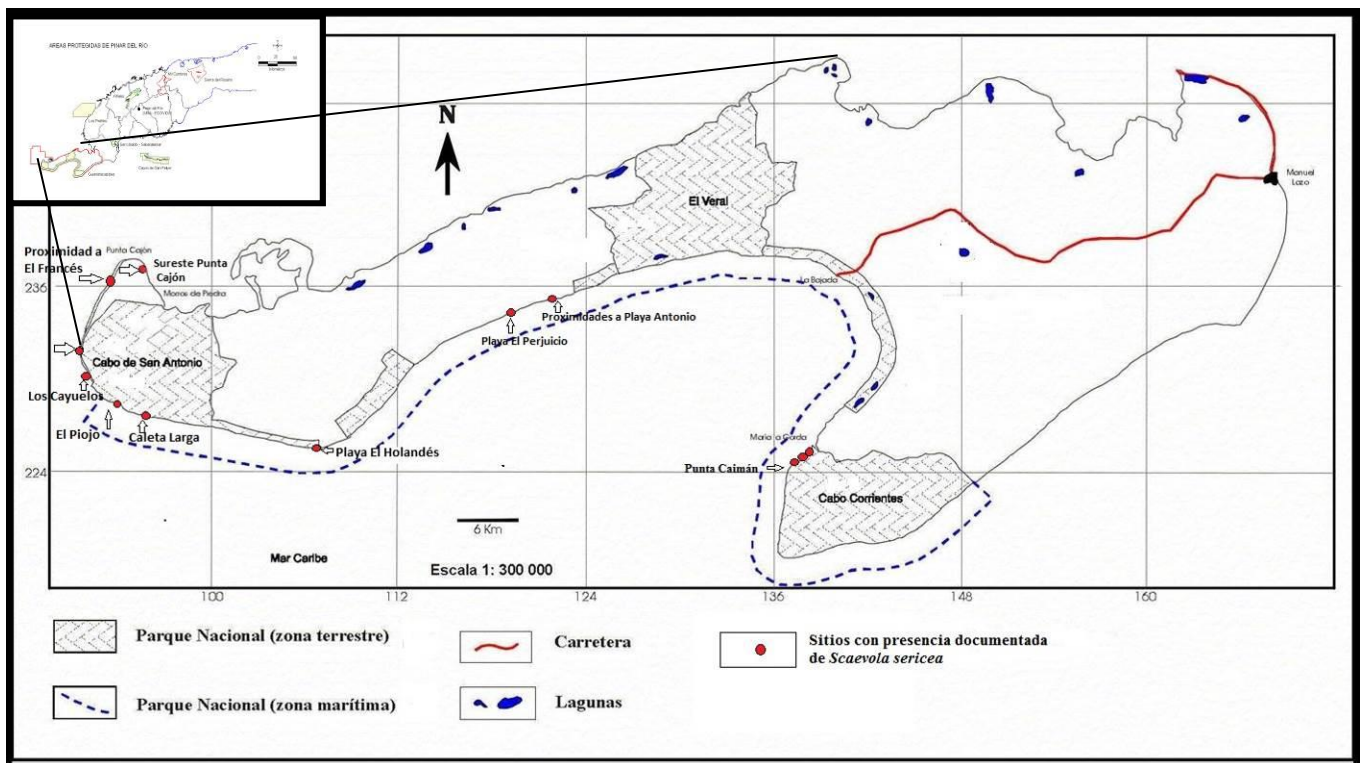 AREAS PROTEGIDAS DE PINAR DEL RÍO
N
El Veral
Manuel
Lazo
Proximidad a
El Francés
Punta Cajón
Sureste Punta
Cajón
Morros de Piedra
236
La Bajada
Proximidades a Playa Antonio
Playa El Perjuicio
Cabo de San Antonio
Los Cayuelos
El Piojo
Caleta Larga
Playa El Holandés
María la Gorda
Punta Caimán
224
Cabo Corrientes
6 Km
Mar Caribe
Escala 1: 300 000
100
112
124
136
148
160
Parque Nacional (zona terrestre)
Carretera
Sitios con presencia documentada
de Scaevola sericea
Parque Nacional (zona marítima)
Lagunas